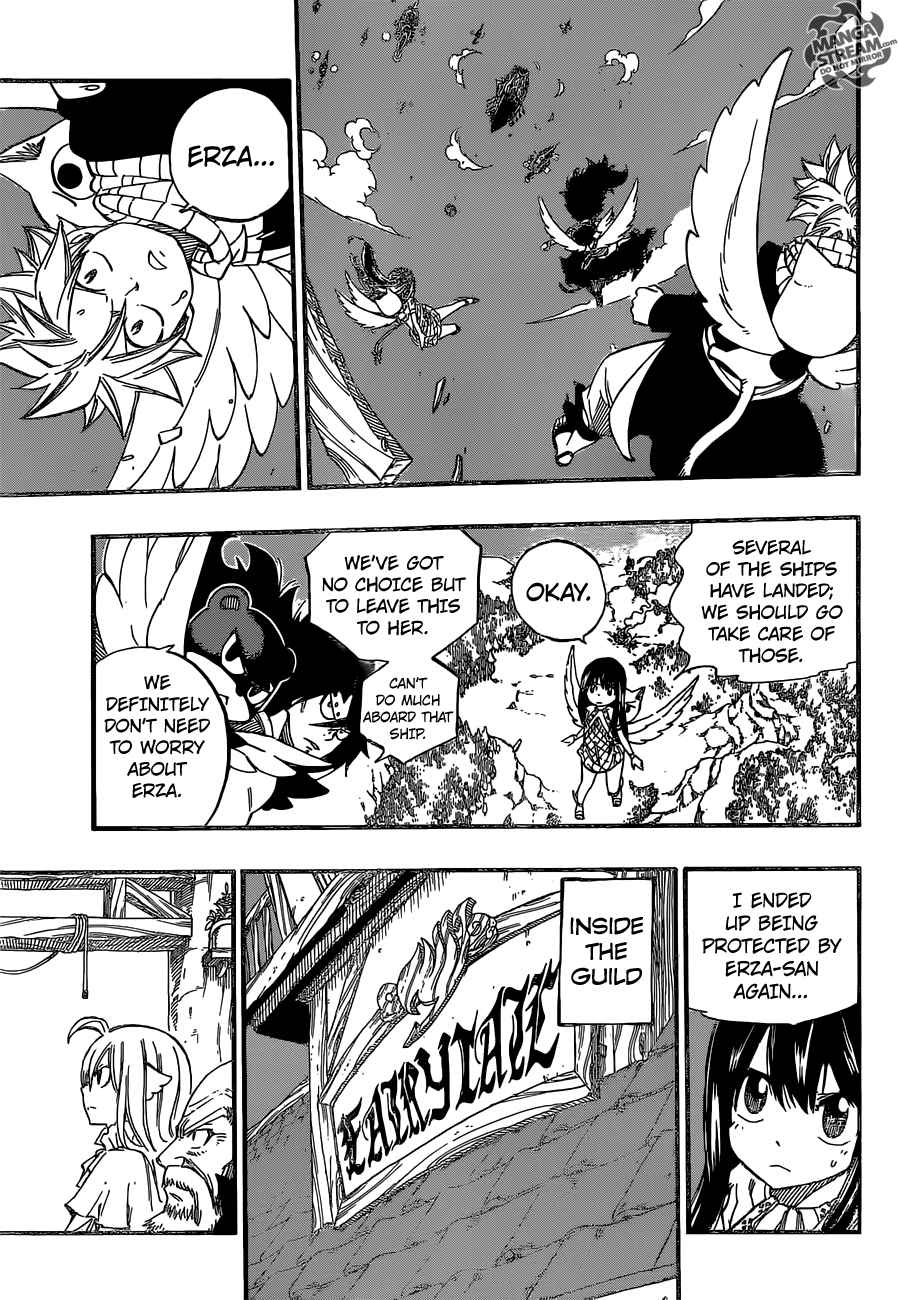 MANGA
STREAM.com
DO NOT MIRROR!
ERZA...
SEVERAL
OF THE SHIPS
HAVE LANDED;
WE SHOULD GO
TAKE CARE OF
THOSE.
OKAY.
WE'VE GOT
NO CHOICE BUT
TO LEAVE THIS
TO HER.
CAN'T
DO MUCH
ABOARD THAT
SHIP.
WE
DEFINITELY
DON'T NEED
TO WORRY
ABOUT
ERZA.
I ENDED
UP BEING
PROTECTED BY
ERZA-SAN
AGAIN...
INSIDE
THE
GUILD
FAIRY TAIL